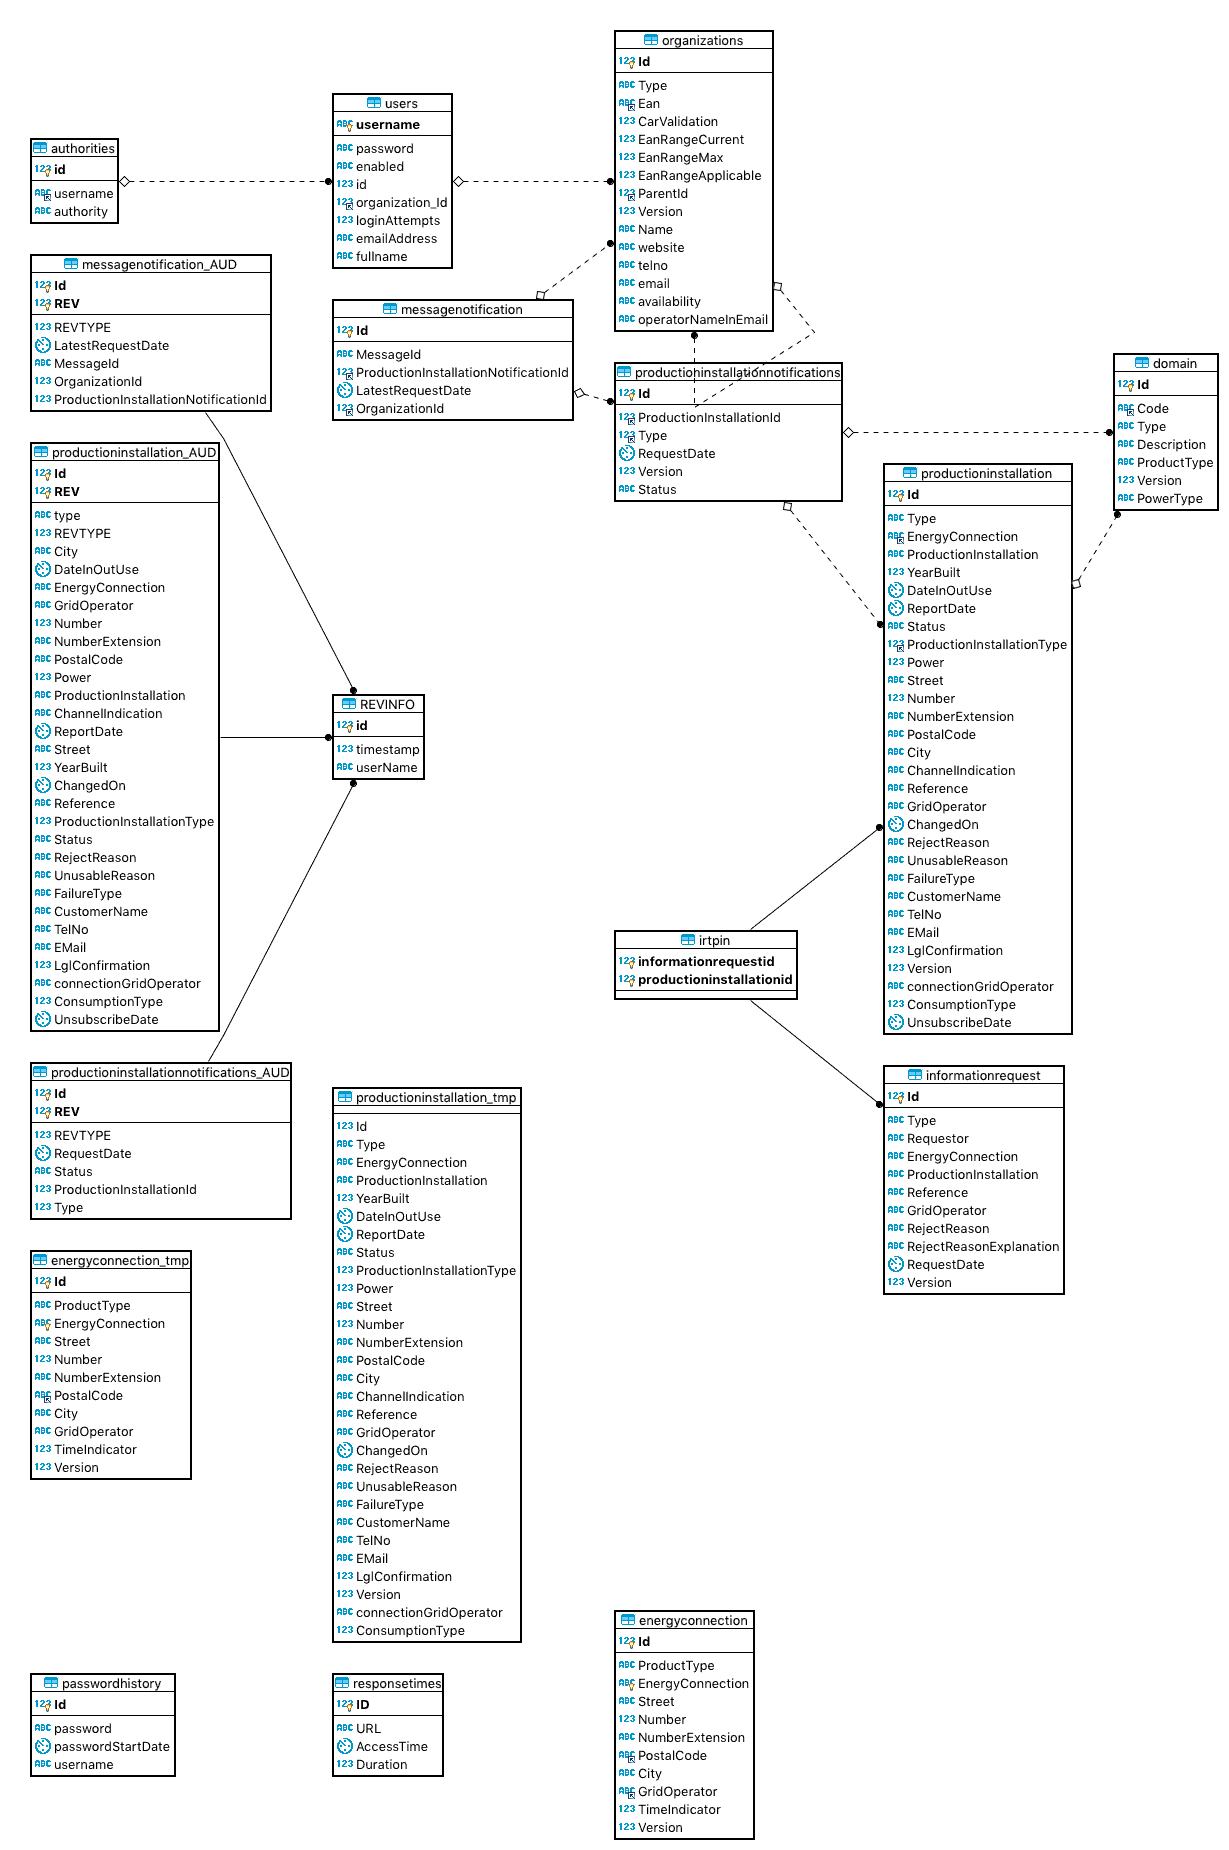 organizations
Id
Type
Ean
CarValidation
EanRangeCurrent
EanRangeMax
EanRangeApplicable
ParentId
Version
Name
website
telno
email
availability
operatorNameInEmail
users
username
password
enabled
id
organization_Id
loginAttempts
emailAddress
fullname
authorities
id
username
authority
messagenotification_AUD
Id
REV
REVTYPE
LatestRequestDate
MessageId
OrganizationId
ProductionInstallationNotificationId
messagenotification
Id
MessageId
ProductionInstallationNotificationId
LatestRequestDate
OrganizationId
productioninstallationnotifications
Id
ProductionInstallationId
Type
RequestDate
Version
Status
domain
Id
Code
Type
Description
ProductType
Version
PowerType
productioninstallation_AUD
Id
REV
type
REVTYPE
City
DateInOutUse
EnergyConnection
GridOperator
Number
NumberExtension
PostalCode
Power
ProductionInstallation
ChannelIndication
ReportDate
Street
YearBuilt
ChangedOn
Reference
ProductionInstallationType
Status
RejectReason
UnusableReason
FailureType
CustomerName
TelNo
EMail
LglConfirmation
connectionGridOperator
ConsumptionType
UnsubscribeDate
productioninstallation
Id
Type
EnergyConnection
ProductionInstallation
YearBuilt
DateInOutUse
ReportDate
Status
ProductionInstallationType
Power
Street
Number
NumberExtension
PostalCode
City
ChannelIndication
Reference
GridOperator
ChangedOn
RejectReason
UnusableReason
FailureType
CustomerName
TelNo
EMail
LglConfirmation
Version
connectionGridOperator
ConsumptionType
UnsubscribeDate
REVINFO
id
timestamp
userName
irtpin
informationrequestid
productioninstallationid
productioninstallationnotifications_AUD
Id
REV
REVTYPE
RequestDate
Status
ProductionInstallationId
Type
informationrequest
Id
Type
Requestor
EnergyConnection
ProductionInstallation
Reference
GridOperator
RejectReason
RejectReasonExplanation
RequestDate
Version
productioninstallation_tmp
Id
Type
EnergyConnection
ProductionInstallation
YearBuilt
DateInOutUse
ReportDate
Status
ProductionInstallationType
Power
Street
Number
NumberExtension
PostalCode
City
ChannelIndication
Reference
GridOperator
ChangedOn
RejectReason
UnusableReason
FailureType
CustomerName
TelNo
EMail
LglConfirmation
Version
connectionGridOperator
ConsumptionType
energyconnection_tmp
Id
ProductType
EnergyConnection
Street
Number
NumberExtension
PostalCode
City
GridOperator
TimeIndicator
Version
energyconnection
Id
ProductType
EnergyConnection
Street
Number
NumberExtension
PostalCode
City
GridOperator
TimeIndicator
Version
passwordhistory
Id
password
passwordStartDate
username
responsetimes
ID
URL
AccessTime
Duration